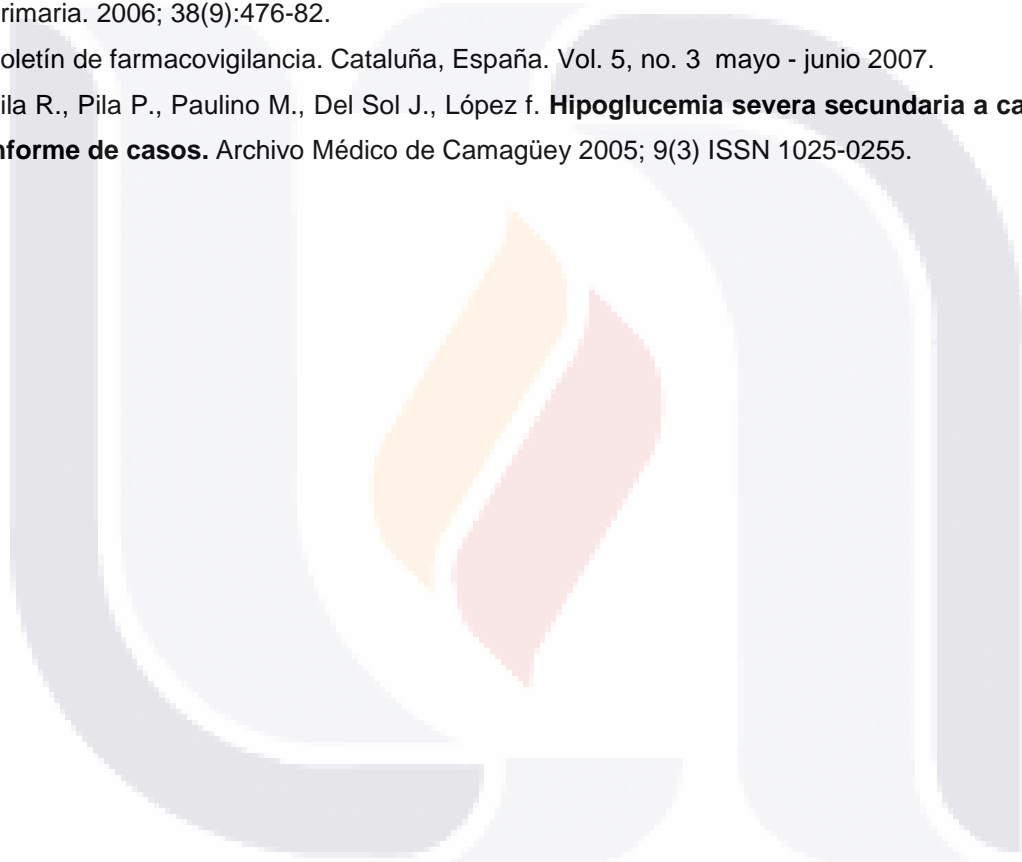 rimaria. 2006; 38(9):476-82.
oletín de farmacovigilancia. Cataluña, España. Vol. 5, no. 3 mayo - junio 2007.
ila R., Pila P., Paulino M., Del Sol J., López f. Hipoglucemia severa secundaria a ca
nforme de casos. Archivo Médico de Camagüey 2005; 9(3) ISSN 1025-0255.